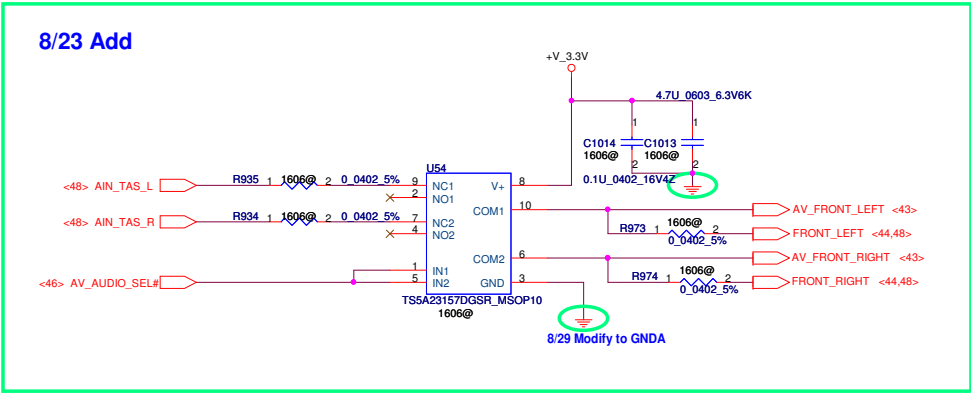 8/23 Add
+V_3.3V
4.7U_0603_6.3V6K
1 1
C1014 C1013
1606@ 1606@
2 2
0.1U_0402_16V4Z
U54
<48> AIN_TAS_L R935 1 1606@ 2 0_0402_5% 9 NC1 V+ 8
2 NO1
COM1 10 AV_FRONT_LEFT <43>
<48> AIN_TAS_R R934 1 1606@ 2 0_0402_5% 7 NC2
4 NO2
R973 1 1606@ 2 FRONT_LEFT <44,48>
0_0402_5%
COM2 6 AV_FRONT_RIGHT <43>
1 IN1
<46> AV_AUDIO_SEL# 5 IN2 GND 3
R974 1 1606@ 2 FRONT_RIGHT <44,48>
0_0402_5%
TS5A23157DGSR_MSOP10
1606@
8/29 Modify to GNDA